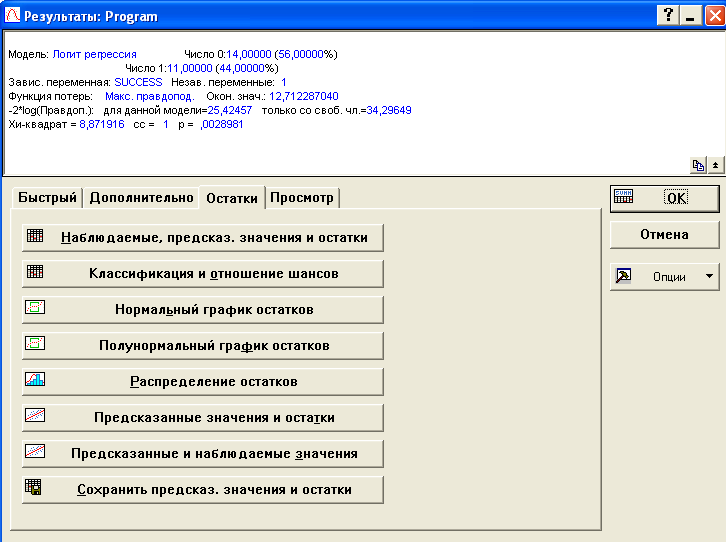 Результаты: Program
Модель: Логит регрессия Число 0:14,00000 (56,00000%)
Число 1:11,00000 (44,00000%)
Завис. переменная: SUCCESS Незав. переменные: 1
Функция потерь: Макс. правдопод. Окон. знач.: 12,712287040
-2*log(Правдоп.): для данной модели=25,42457 только со своб. чл.=34,29649
Хи-квадрат = 8,871916 сс = 1 p = ,0028981
Быстрый Дополнительно Остатки Просмотр
Наблюдаемые, предсказ. значения и остатки
Классификация и отношение шансов
Нормальный график остатков
Полунормальный график остатков
Распределение остатков
Предсказанные значения и остатки
Предсказанные и наблюдаемые значения
Сохранить предсказ. значения и остатки
SUMM
OK
Отмена
Опции